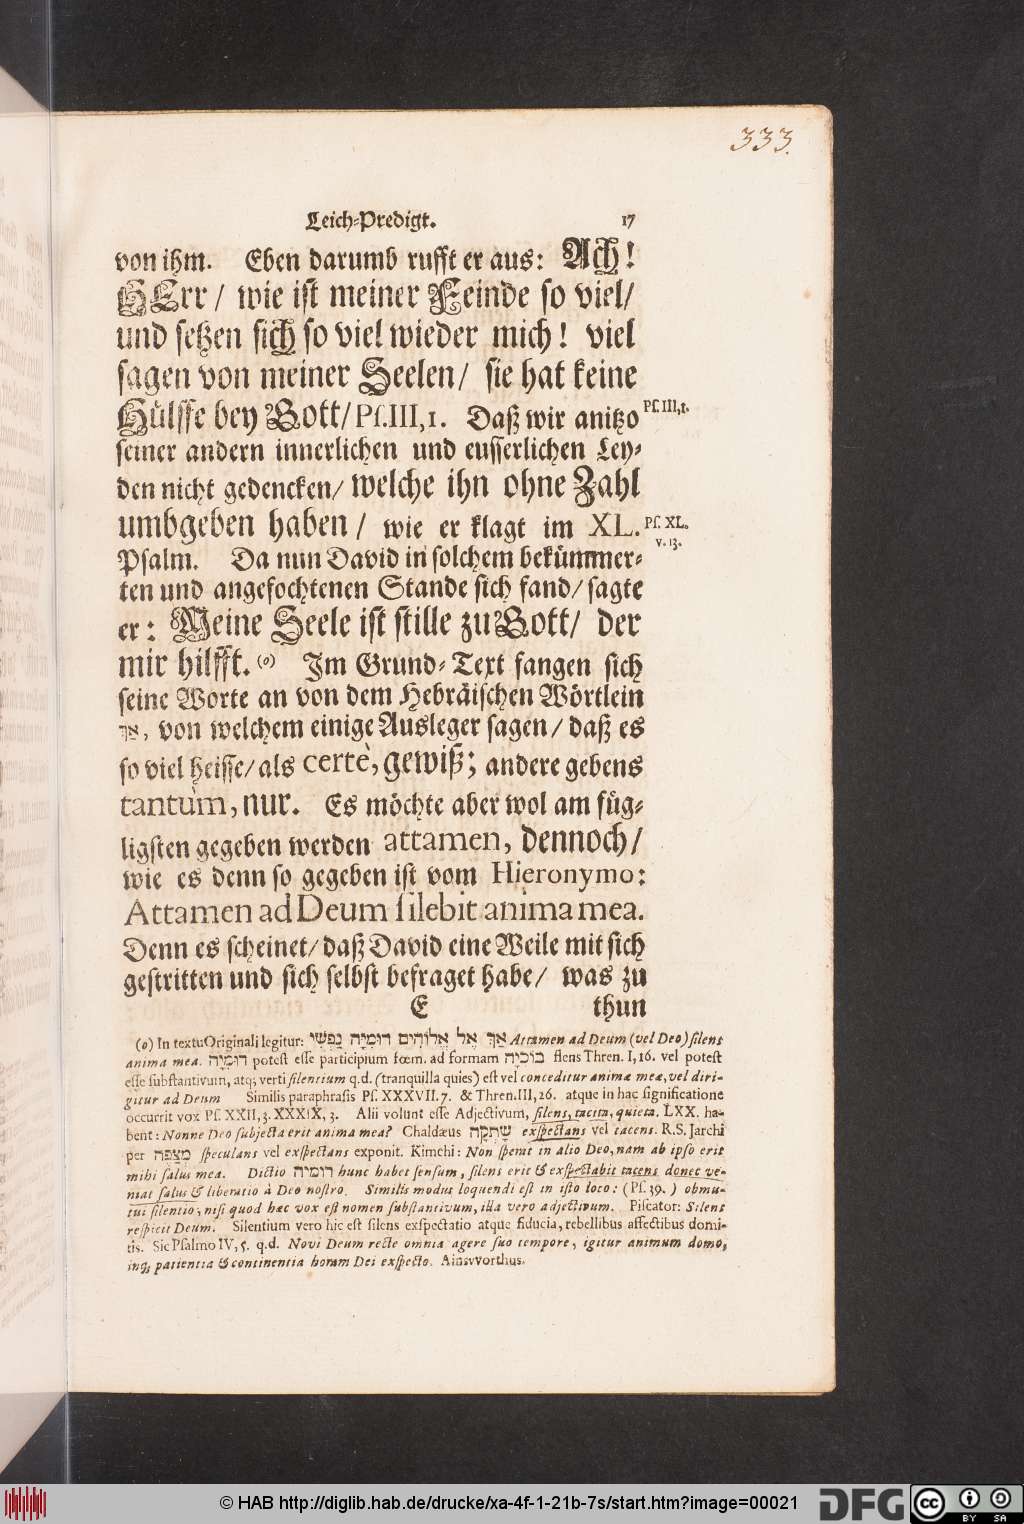 333.
Leich-Predigt. 17
von ihm. Eben darumb rufft er aus: Ach!
HErr / wie ist meiner Feinde so viel/
und setzen sich so viel wieder mich! viel
sagen von meiner Seelen/ sie hat keine
Hülffe bey Gott/ Ps.III,1. Daß wir anitzo
Ps.III,1.
seiner andern innerlichen und eusserlichen Ley-
den nicht gedencken/ welche ihn ohne Zahl
umbgeben haben / wie er klagt im XL.
Ps. XL.
v. 13.
Psalm. Da nun David in solchem bekümmer-
ten und angefochtenen Stande sich fand/ sagte
er: Meine Seele ist stille zu Gott/ der
mir hilfft. (o) Im Grund-Text fangen sich
seine Worte an von dem Hebräischen Wörtlein
אַךְ, von welchem einige Ausleger sagen/ daß es
so viel heisse/ als certè, gewiß; andere gebens
tantùm, nur. Es möchte aber wol am füg-
ligsten gegeben werden attamen, dennoch/
wie es denn so gegeben ist vom Hieronymo:
Attamen ad Deum silebit anima mea.
Denn es scheinet/ daß David eine Weile mit sich
gestritten und sich selbst befraget habe/ was zu
E thun
(o) In textu Originali legitur: אַךְ אֶל אֱלוֹהִים דוּמִיָּה נַפְשִׁי Attamen ad Deum (vel Deo) silens
anima mea. דוּמִיָּה potest esse participium fœm. ad formam בּוֹכִיָּה flens Thren. I, 16. vel potest
esse substantivum, atq; verti silentium q.d. (tranquilla quies) est vel conceditur animæ meæ, vel diri-
gitur ad Deum Similis paraphrasis Ps. XXXVII. 7. & Thren. III, 26. atque in hac significatione
occurrit vox Ps. XXII, 3. XXXIX, 3. Alii volunt esse Adjectivum, silens, tacita, quieta. LXX. ha-
bent: Nonne Deo subjecta erit anima mea? Chaldæus שָׁתְקָה exspectans vel tacens. R.S. Jarchi
per מְצַפָּה speculans vel exspectans exponit. Kimchi: Non sperat in alio Deo, nam ab ipso erit
mihi salus mea. Dictio דומיה hunc habet sensum, silens erit & exspectabit tacens donec ve-
niat salus & liberatio à Deo nostro. Similis modus loquendi est in isto loco: (Ps. 39.) obmu-
tui silentio, nisi quod hæc vox est nomen substantivum, illa vero adjectivum. Piscator: Silens
respicit Deum. Silentium vero hic est silens exspectatio atque fiducia, rebellibus affectibus domi-
tis. Sic Psalmo IV, 5. q.d. Novi Deum recte omnia agere suo tempore, igitur animum domo,
inq; patientia & continentia horam Dei exspecto. Ainsworthus.
© HAB http://diglib.hab.de/drucke/xa-4f-1-21b-7s/start.htm?image=00021
DFG
cc BY SA